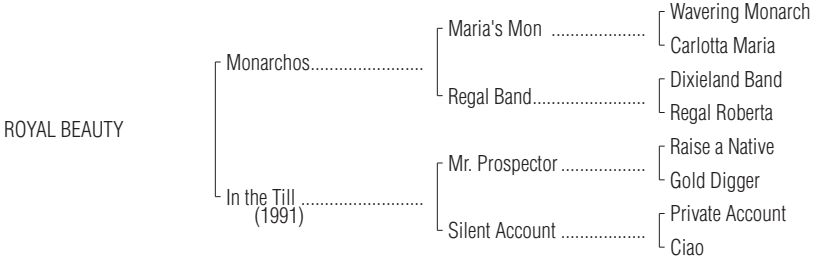 Wavering Monarch
Maria's Mon ....................
Carlotta Maria
Monarchos........................
Dixieland Band
Regal Band........................
Regal Roberta
ROYAL BEAUTY
Raise a Native
Mr. Prospector ..................
Gold Digger
In the Till ..........................
(1991)
Private Account
Silent Account ..................
Ciao